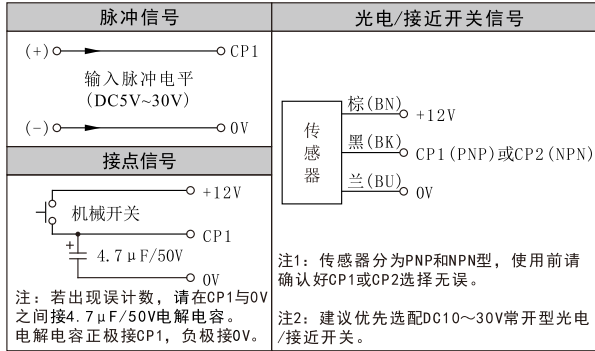 脉冲信号
(+) CP1
输入脉冲电平
(DC5V~30V)
(-) 0V
接点信号
+12V
机械开关
CP1
+
4.7μF/50V
0V
注：若出现误计数，请在CP1与0V
之间接4.7μF/50V电解电容。
电解电容正极接CP1，负极接0V。
光电/接近开关信号
传感器
棕(BN) +12V
黑(BK) CP1(PNP)或CP2(NPN)
兰(BU) 0V
注1：传感器分为PNP和NPN型，使用前请
确认好CP1或CP2选择无误。
注2：建议优先选配DC10～30V常开型光电
/接近开关。